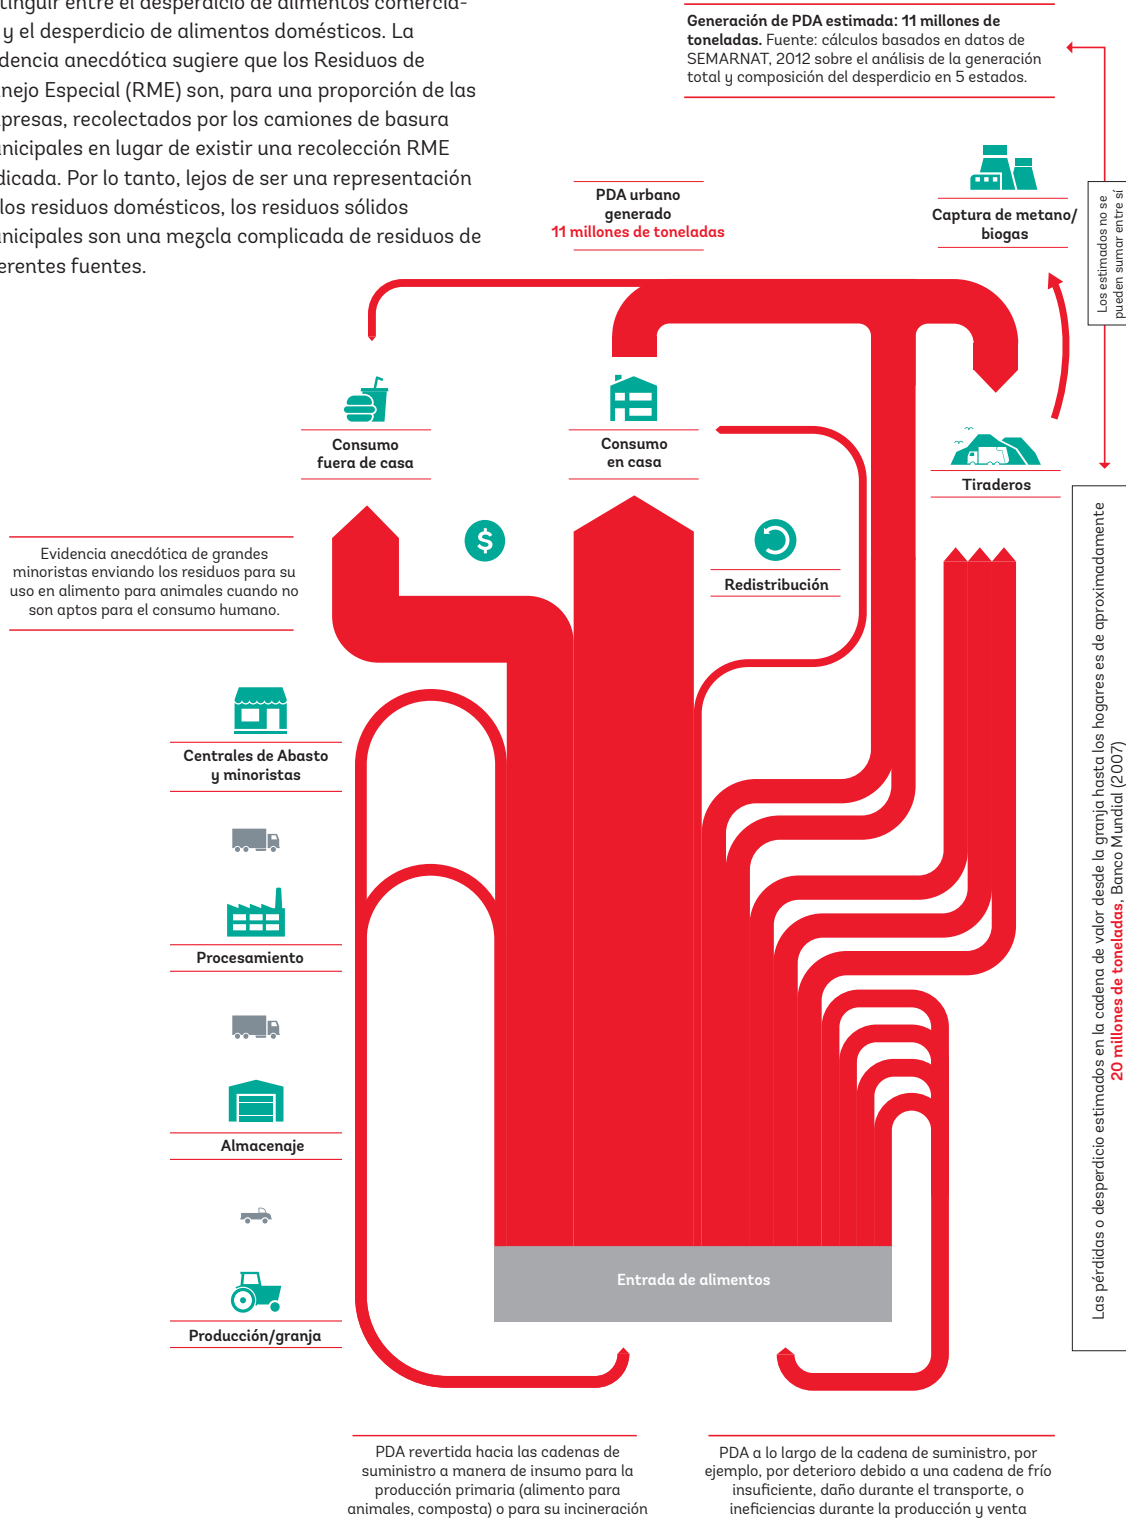 tinguir entre el desperdicio de alimentos comercia-
y el desperdicio de alimentos domésticos. La
dencia anecdótica sugiere que los Residuos de
nejo Especial (RME) son, para una proporción de las
presas, recolectados por los camiones de basura
nicipales en lugar de existir una recolección RME
dicada. Por lo tanto, lejos de ser una representación
los residuos domésticos, los residuos sólidos
nicipales son una mezcla complicada de residuos de
erentes fuentes.
Generación de PDA estimada: 11 millones de
toneladas. Fuente: cálculos basados en datos de
SEMARNAT, 2012 sobre el análisis de la generación
total y composición del desperdicio en 5 estados.
PDA urbano
generado
11 millones de toneladas
Captura de metano/
biogas
Los estimados no se
pueden sumar entre sí
Consumo
fuera de casa
Consumo
en casa
Tiraderos
Evidencia anecdótica de grandes
minoristas enviando los residuos para su
uso en alimento para animales cuando no
son aptos para el consumo humano.
$
Redistribución
Centrales de Abasto
y minoristas
Procesamiento
Almacenaje
Producción/granja
Entrada de alimentos
Las pérdidas o desperdicio estimados en la cadena de valor desde la granja hasta los hogares es de aproximadamente
20 millones de toneladas, Banco Mundial (2007)
PDA revertida hacia las cadenas de
suministro a manera de insumo para la
producción primaria (alimento para
animales, composta) o para su incineración
PDA a lo largo de la cadena de suministro, por
ejemplo, por deterioro debido a una cadena de frío
insuficiente, daño durante el transporte, o
ineficiencias durante la producción y venta